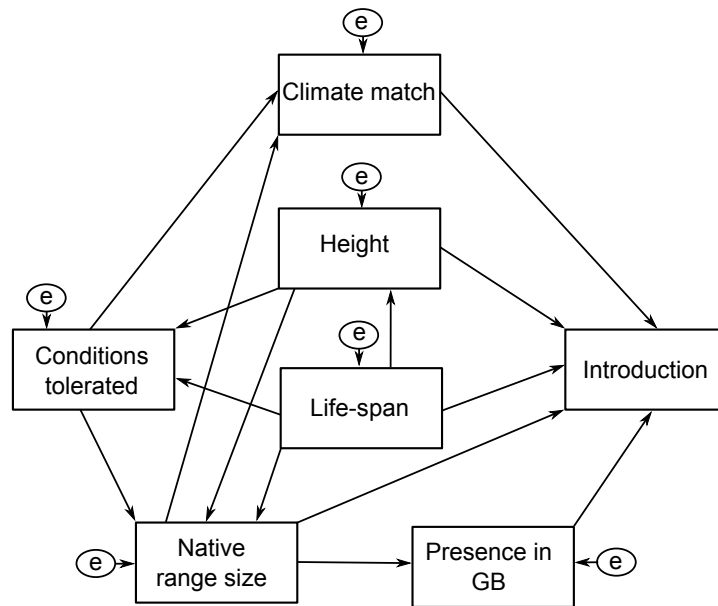 e
Climate match
e
Height
e
Conditions
tolerated
e
Life-span
Introduction
e
Native
range size
Presence in
GB
e